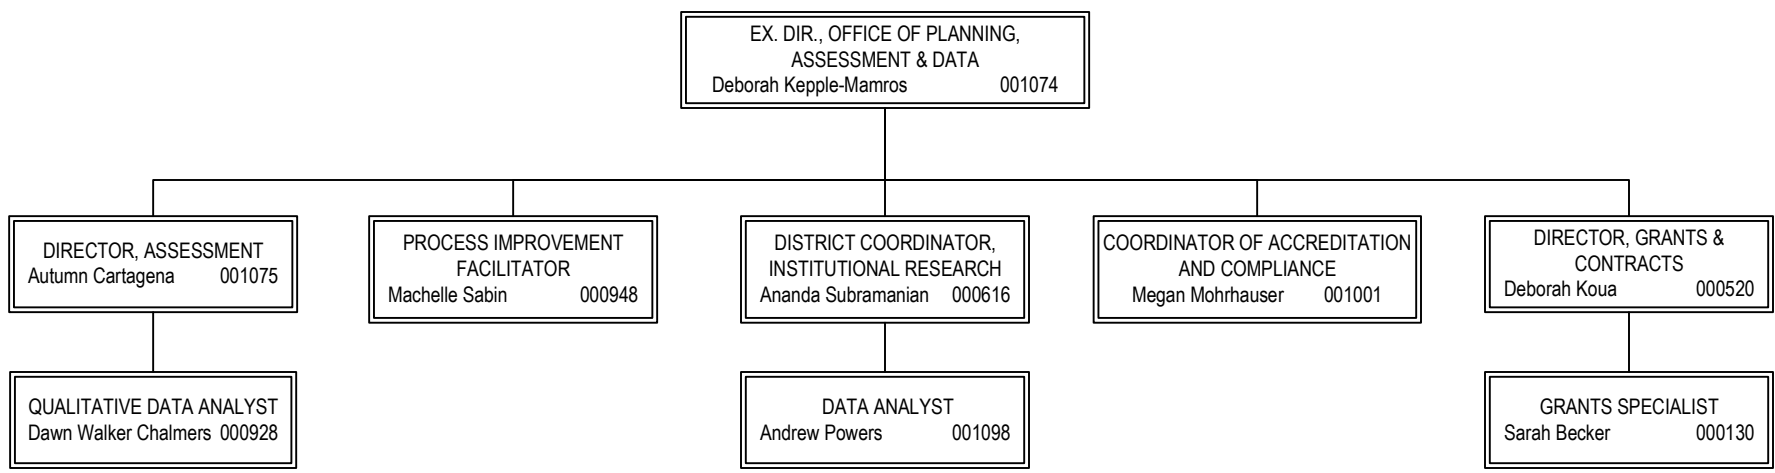 EX. DIR., OFFICE OF PLANNING,
ASSESSMENT & DATA
Deborah Kepple-Mamros 001074
DIRECTOR, ASSESSMENT
Autumn Cartagena 001075
PROCESS IMPROVEMENT
FACILITATOR
Machelle Sabin 000948
DISTRICT COORDINATOR,
INSTITUTIONAL RESEARCH
Ananda Subramanian 000616
COORDINATOR OF ACCREDITATION
AND COMPLIANCE
Megan Mohrhauser 001001
DIRECTOR, GRANTS &
CONTRACTS
Deborah Koua 000520
QUALITATIVE DATA ANALYST
Dawn Walker Chalmers 000928
DATA ANALYST
Andrew Powers 001098
GRANTS SPECIALIST
Sarah Becker 000130